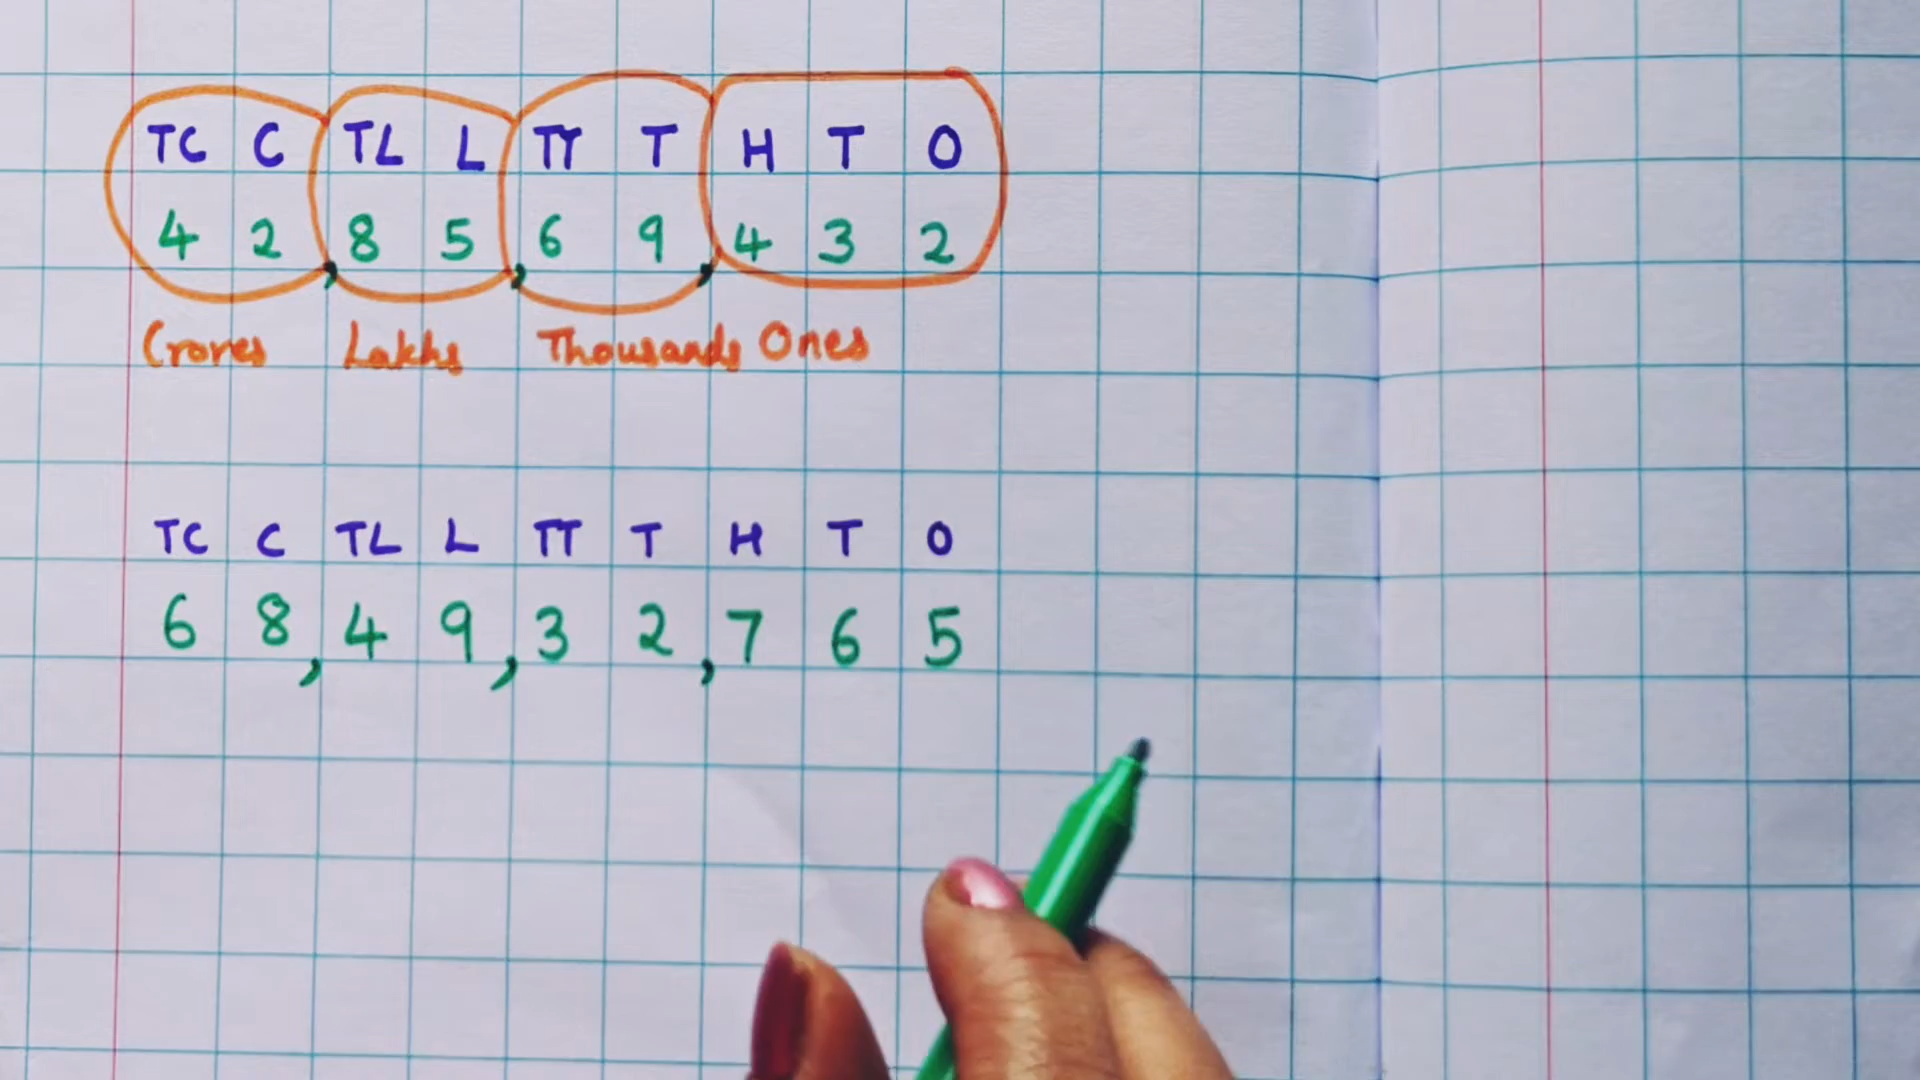 TC C TL L TT T H T O
4 2, 8 5, 6 9, 4 3 2
Crores Lakhs Thousands Ones
TC C TL L TT T H T O
6 8, 4 9, 3 2, 7 6 5